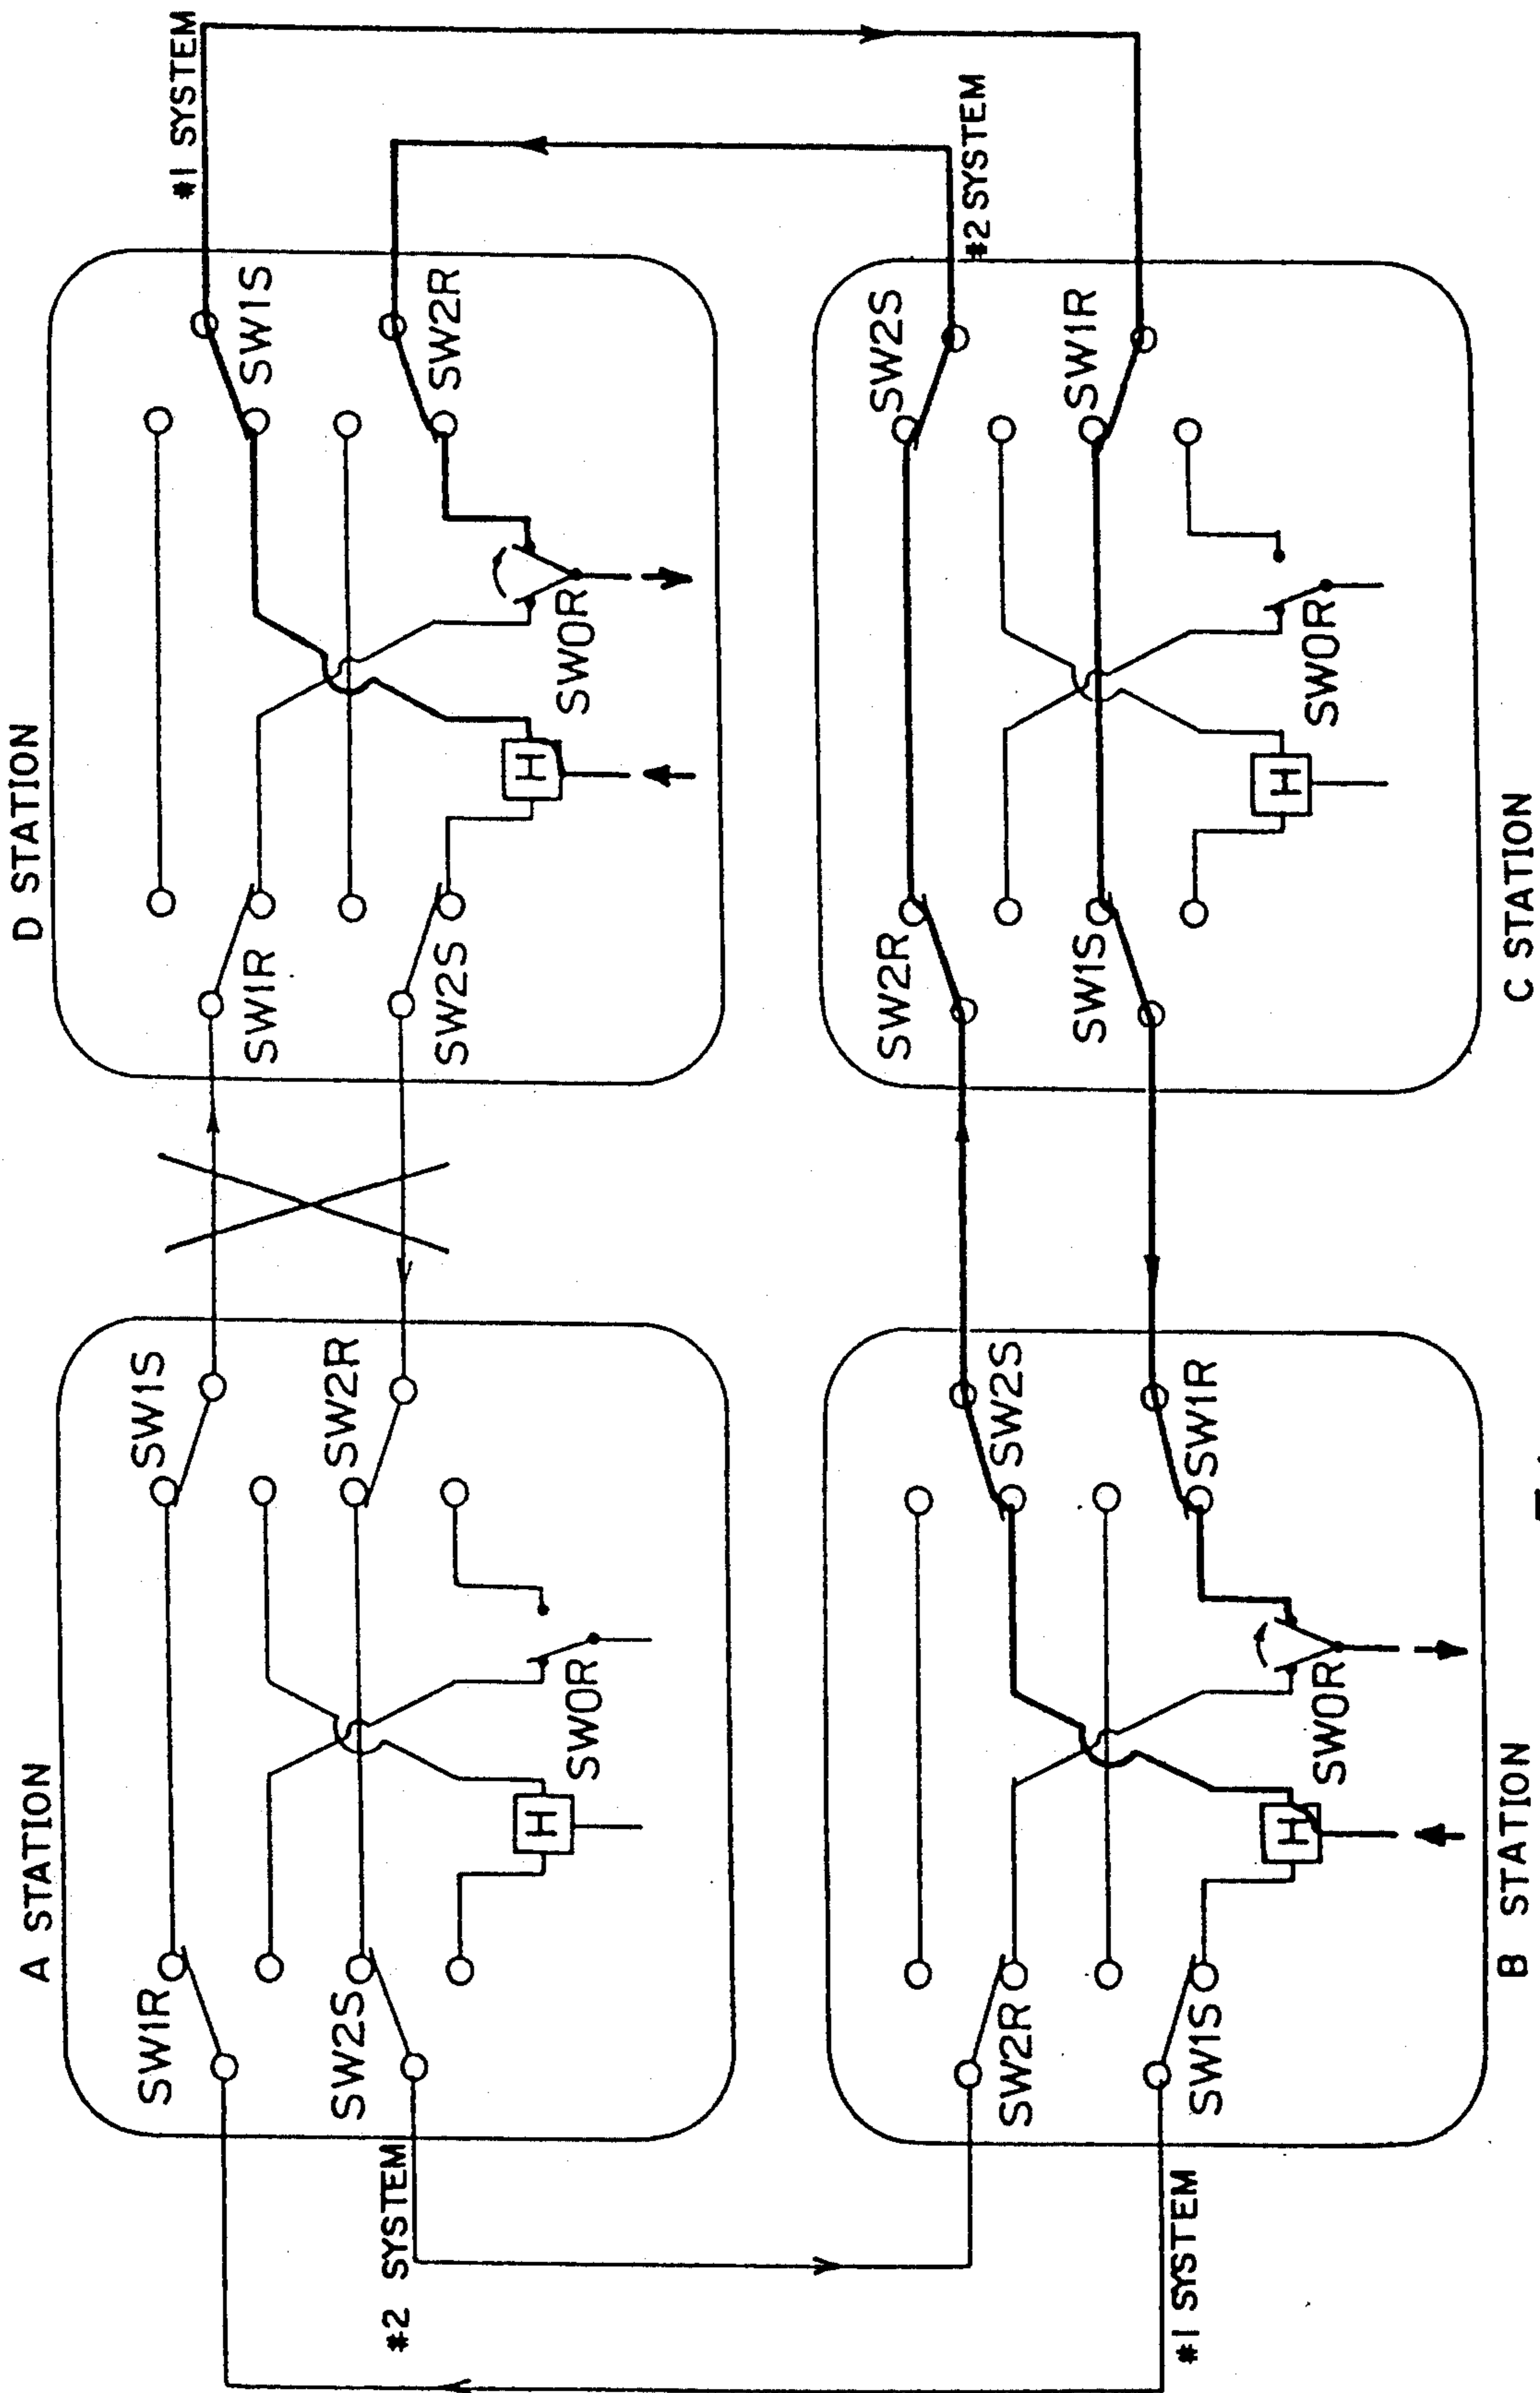 A STATION
SW1R
SW1S
SW2S
SW2R
H
SW0R
D STATION
SW1R
SW1S
SW2S
SW2R
H
SW0R
#1 SYSTEM
#2 SYSTEM
#2 SYSTEM
#1 SYSTEM
SW2R
SW2S
SW1S
SW1R
H
SW0R
B STATION
SW2R
SW2S
SW1S
SW1R
H
SW0R
C STATION